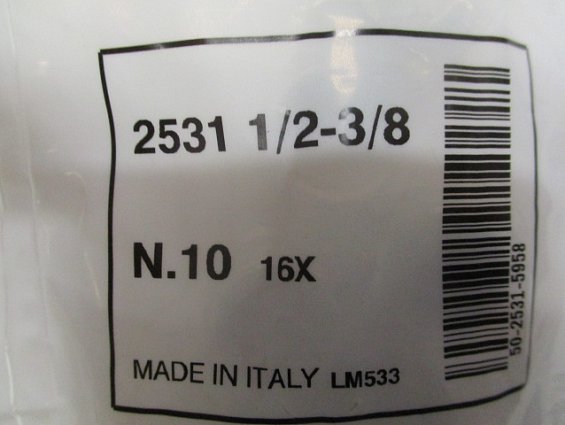 2531 1/2-3/8
N.10 16X
MADE IN ITALY LM533
50-2531-5958